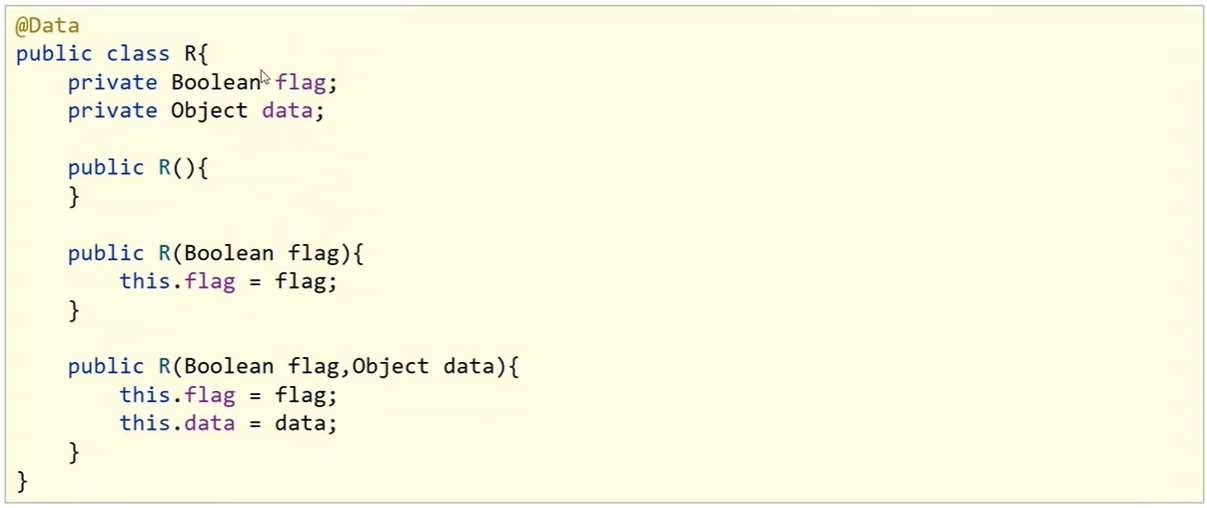 @Data
public class R{
    private Boolean flag;
    private Object data;

    public R(){
    }

    public R(Boolean flag){
        this.flag = flag;
    }

    public R(Boolean flag,Object data){
        this.flag = flag;
        this.data = data;
    }
}